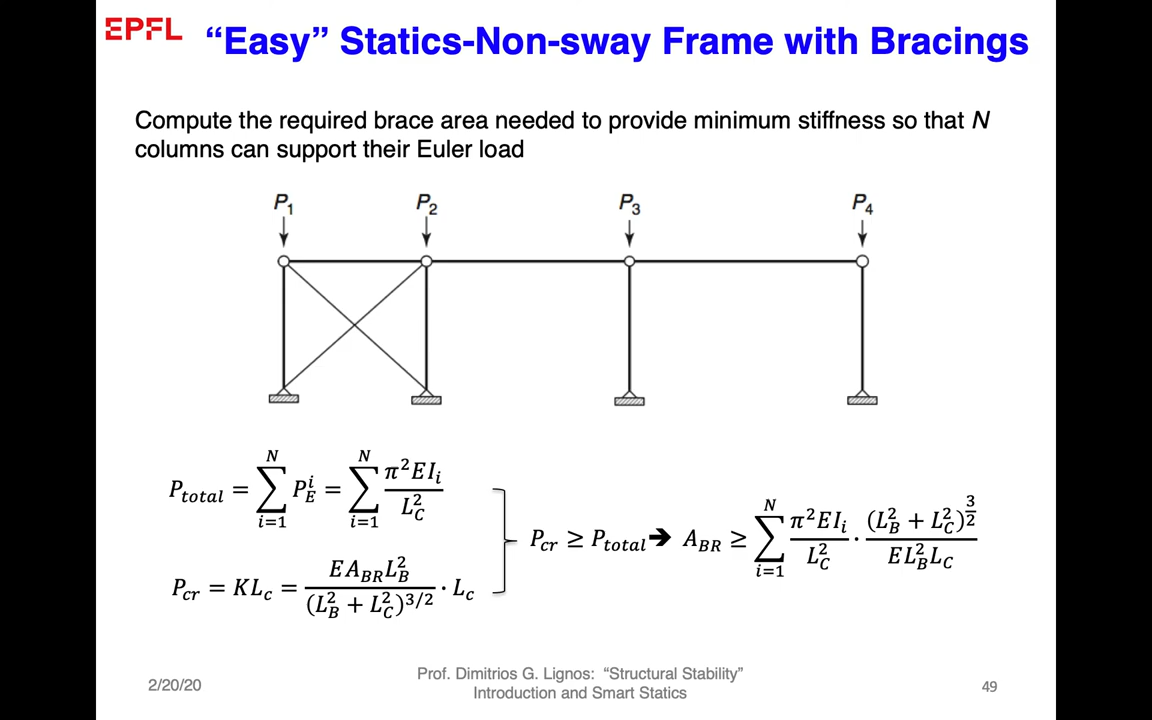 EPFL
“Easy” Statics-Non-sway Frame with Bracings
Compute the required brace area needed to provide minimum stiffness so that N
columns can support their Euler load
P₁ P₂ P₃ P₄
P_total = ∑_{i=1}^{N} P_E^i = ∑_{i=1}^{N} π²EI_i / L_C²
P_cr = KL_c = EA_BR L_B² / (L_B² + L_C²)^{3/2} · L_c
P_cr ≥ P_total ➔ A_BR ≥ ∑_{i=1}^{N} π²EI_i / L_C² · (L_B² + L_C²)^{3/2} / EL_B²L_C
2/20/20
Prof. Dimitrios G. Lignos: “Structural Stability”
Introduction and Smart Statics
49